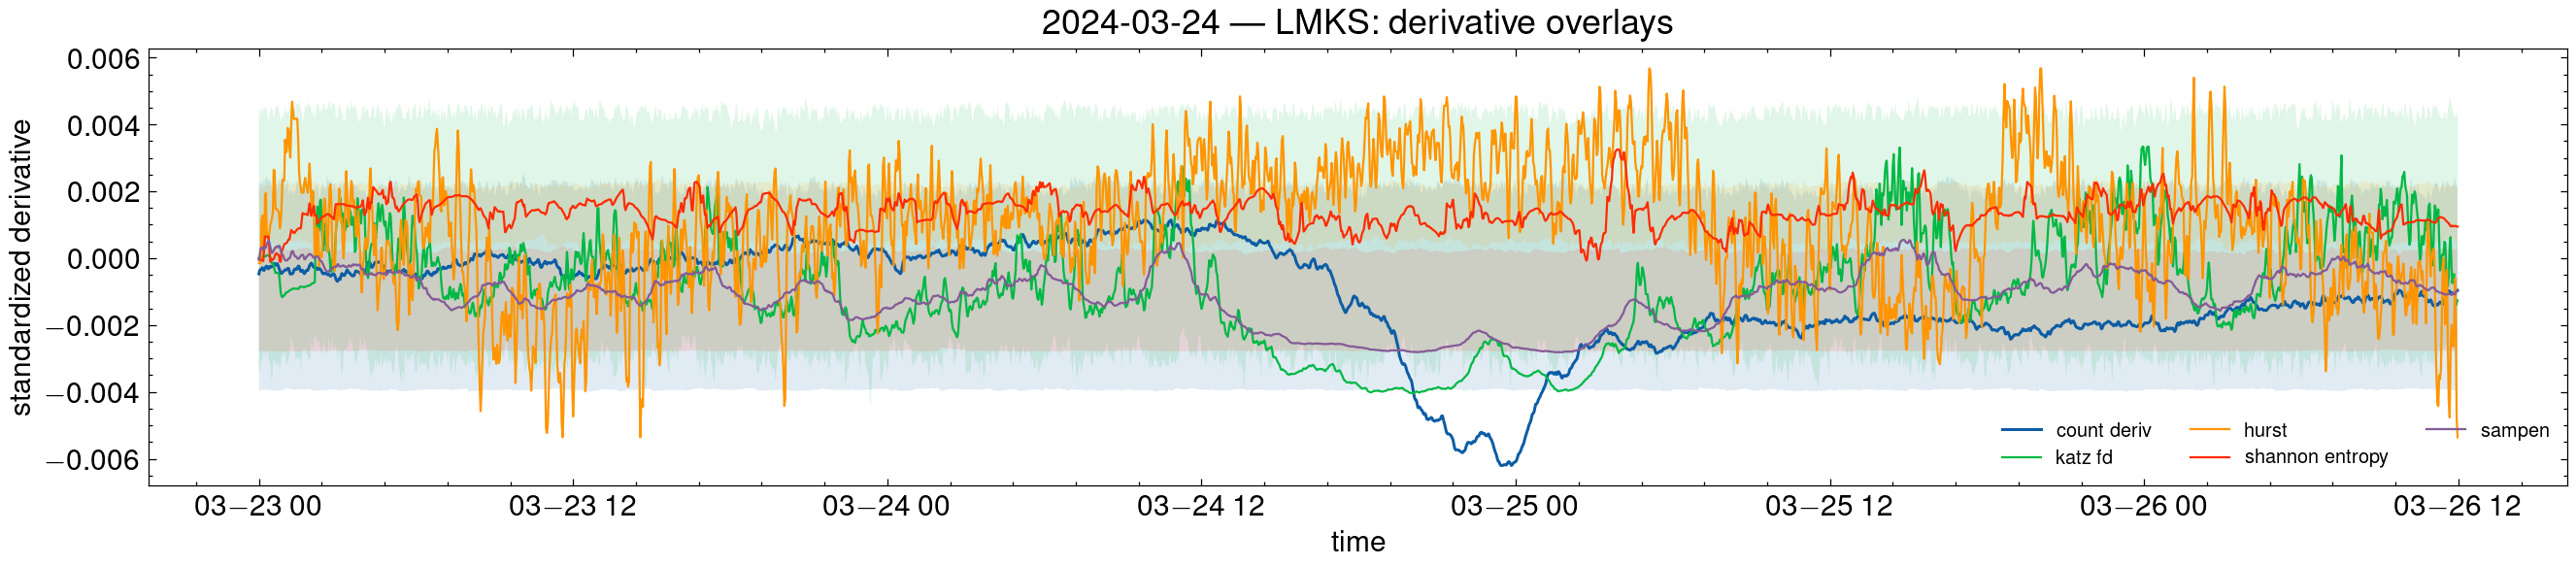 2024-03-24 — LMKS: derivative overlays
standardized derivative
0.006
0.004
0.002
0.000
−0.002
−0.004
−0.006
count deriv
katz fd
hurst
shannon entropy
sampen
03−23 00
03−23 12
03−24 00
03−24 12
03−25 00
03−25 12
03−26 00
03−26 12
time